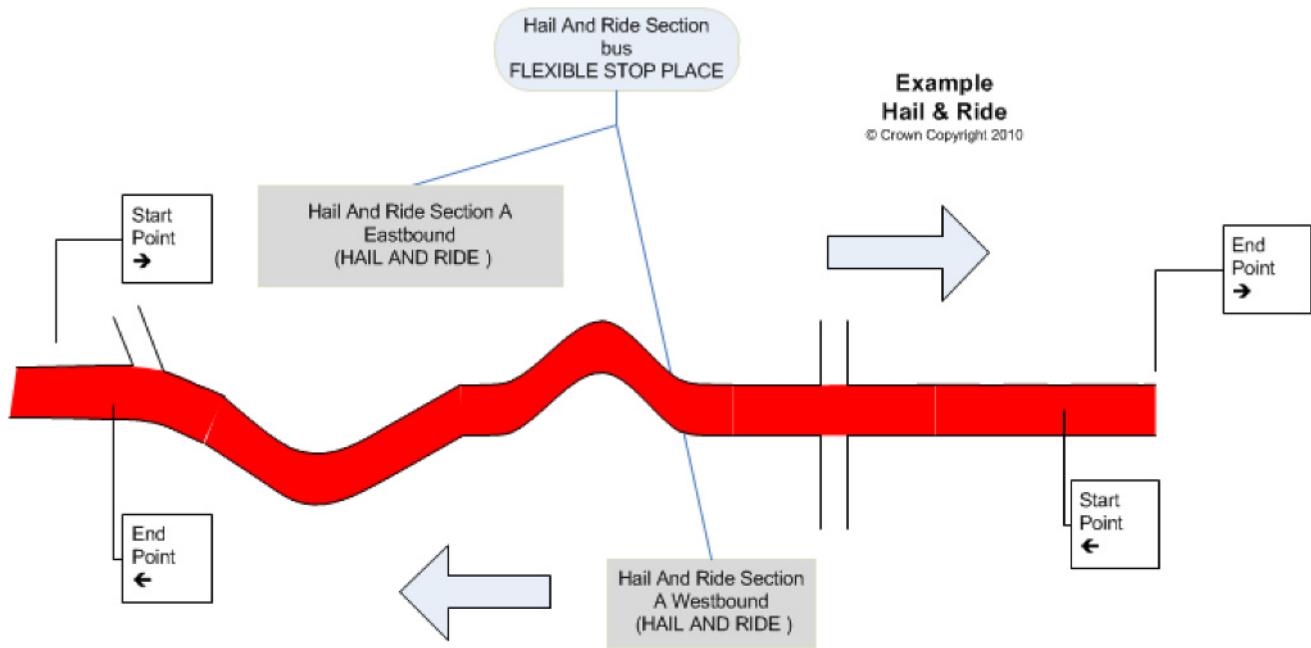 Hail And Ride Section
bus
FLEXIBLE STOP PLACE
Example
Hail & Ride
© Crown Copyright 2010
Hail And Ride Section A
Eastbound
(HAIL AND RIDE )
Start
Point
→
End
Point
→
End
Point
←
Start
Point
←
Hail And Ride Section
A Westbound
(HAIL AND RIDE )